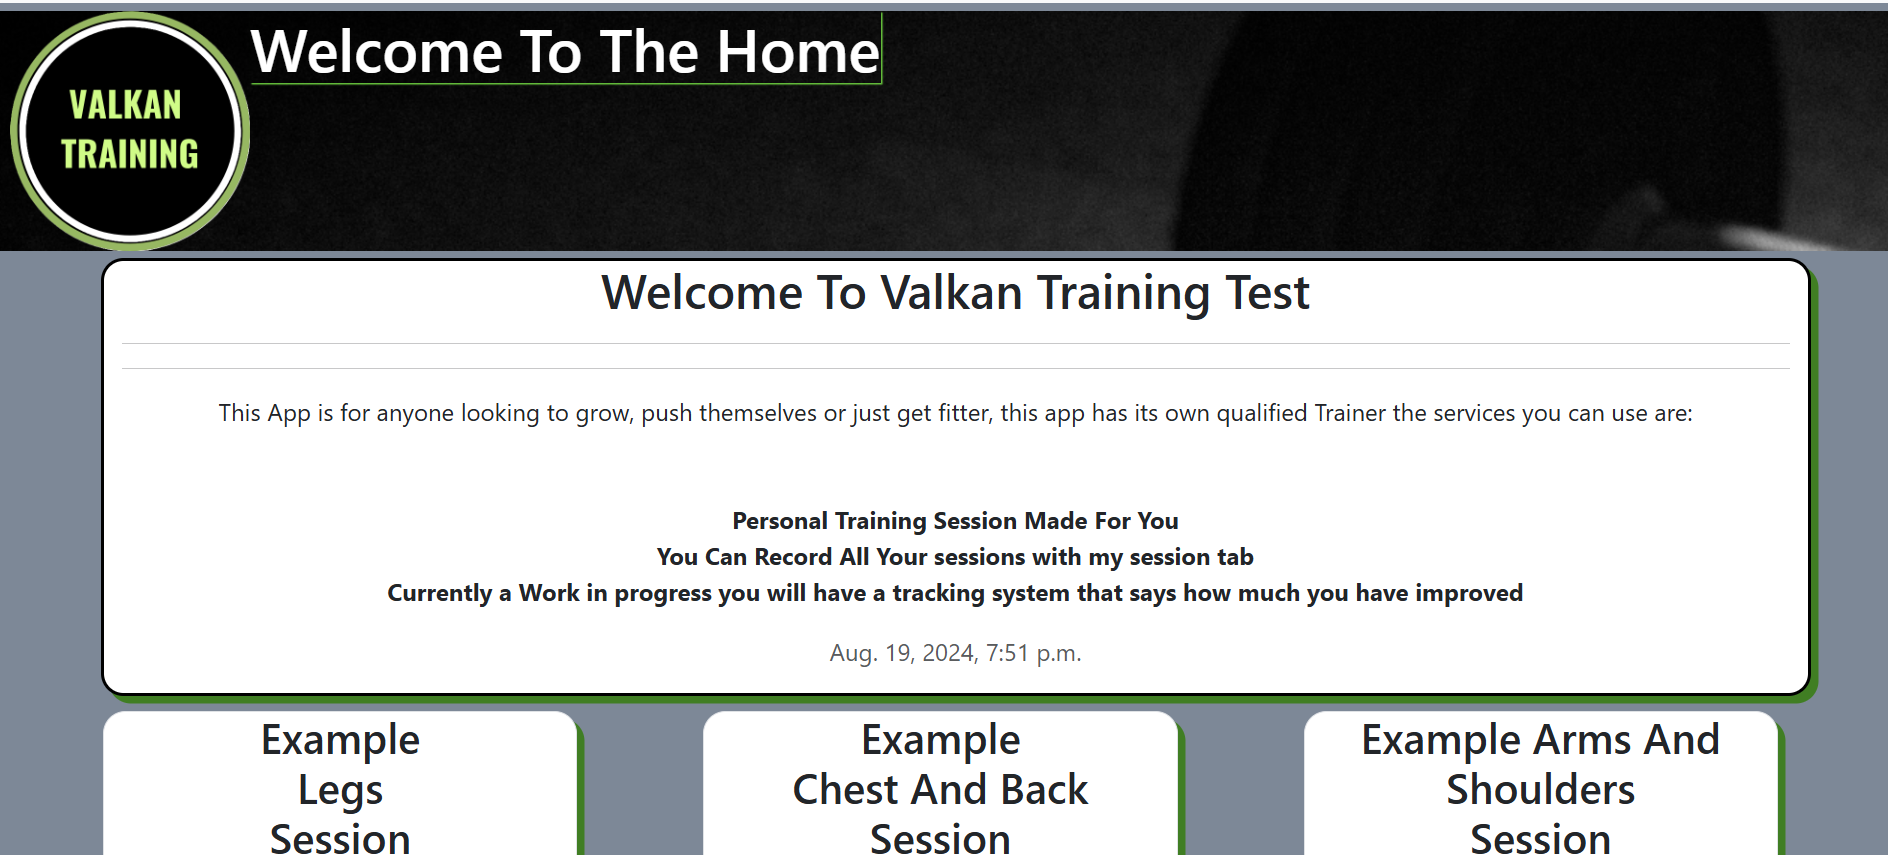 VALKAN
TRAINING
Welcome To The Home
Welcome To Valkan Training Test
This App is for anyone looking to grow, push themselves or just get fitter, this app has its own qualified Trainer the services you can use are:
Personal Training Session Made For You
You Can Record All Your sessions with my session tab
Currently a Work in progress you will have a tracking system that says how much you have improved
Aug. 19, 2024, 7:51 p.m.
Example
Legs
Session
Example
Chest And Back
Session
Example Arms And
Shoulders
Session